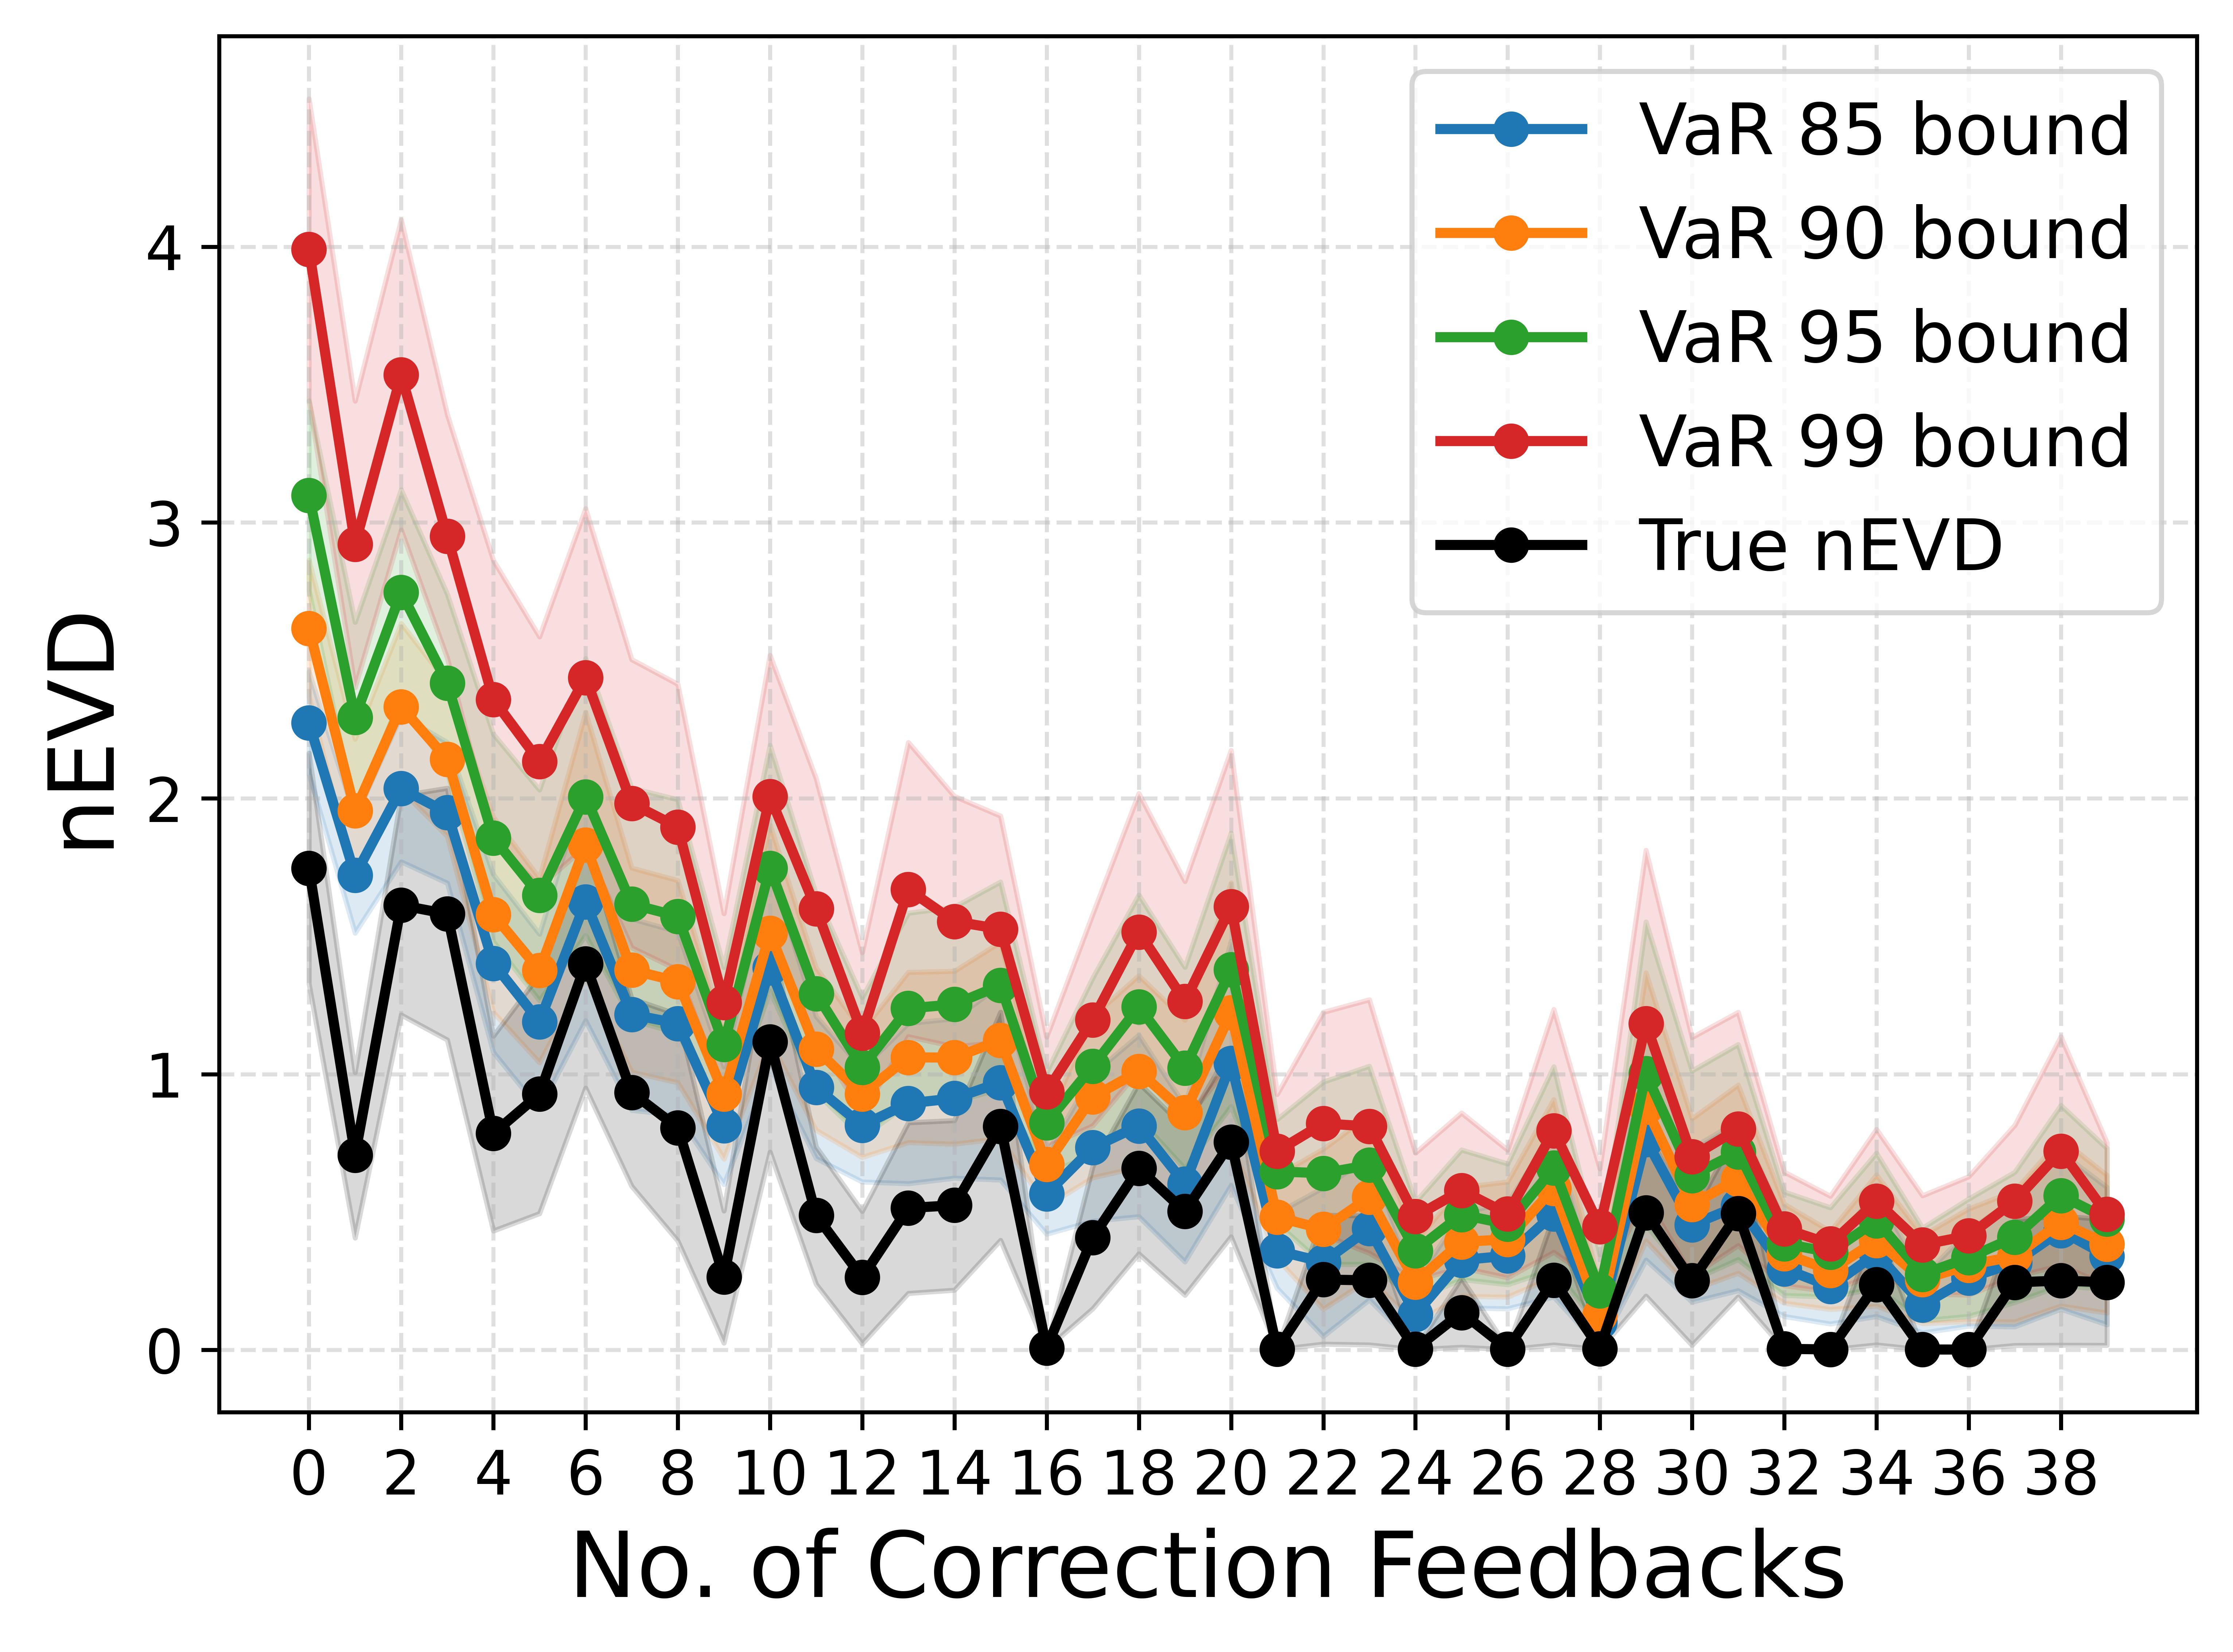 VaR 85 bound
VaR 90 bound
VaR 95 bound
VaR 99 bound
True nEVD
nEVD
4
3
2
1
0
0 2 4 6 8 10 12 14 16 18 20 22 24 26 28 30 32 34 36 38
No. of Correction Feedbacks